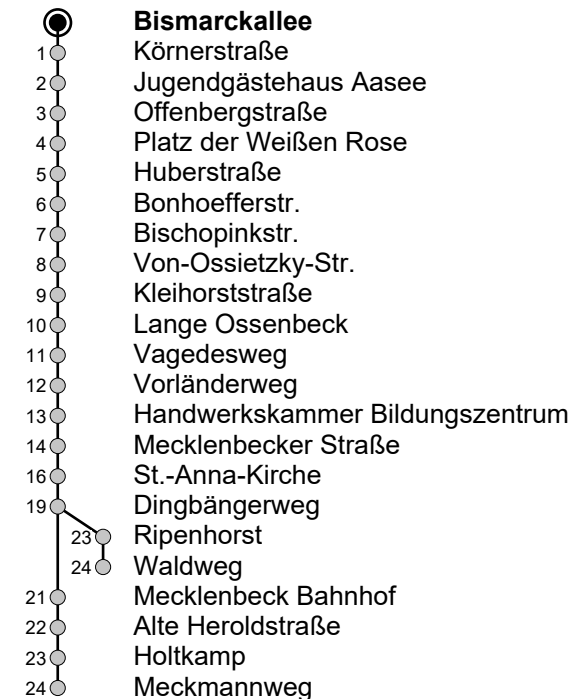 Bismarckallee
1 Körnerstraße
2 Jugendgästehaus Aasee
3 Offenbergstraße
4 Platz der Weißen Rose
5 Huberstraße
6 Bonhoefferstr.
7 Bischopinkstr.
8 Von-Ossietzky-Str.
9 Kleihorststraße
10 Lange Ossenbeck
11 Vagedesweg
12 Vorländerweg
13 Handwerkskammer Bildungszentrum
14 Mecklenbecker Straße
16 St.-Anna-Kirche
19 Dingbängerweg
23 Ripenhorst
24 Waldweg
21 Mecklenbeck Bahnhof
22 Alte Heroldstraße
23 Holtkamp
24 Meckmannweg